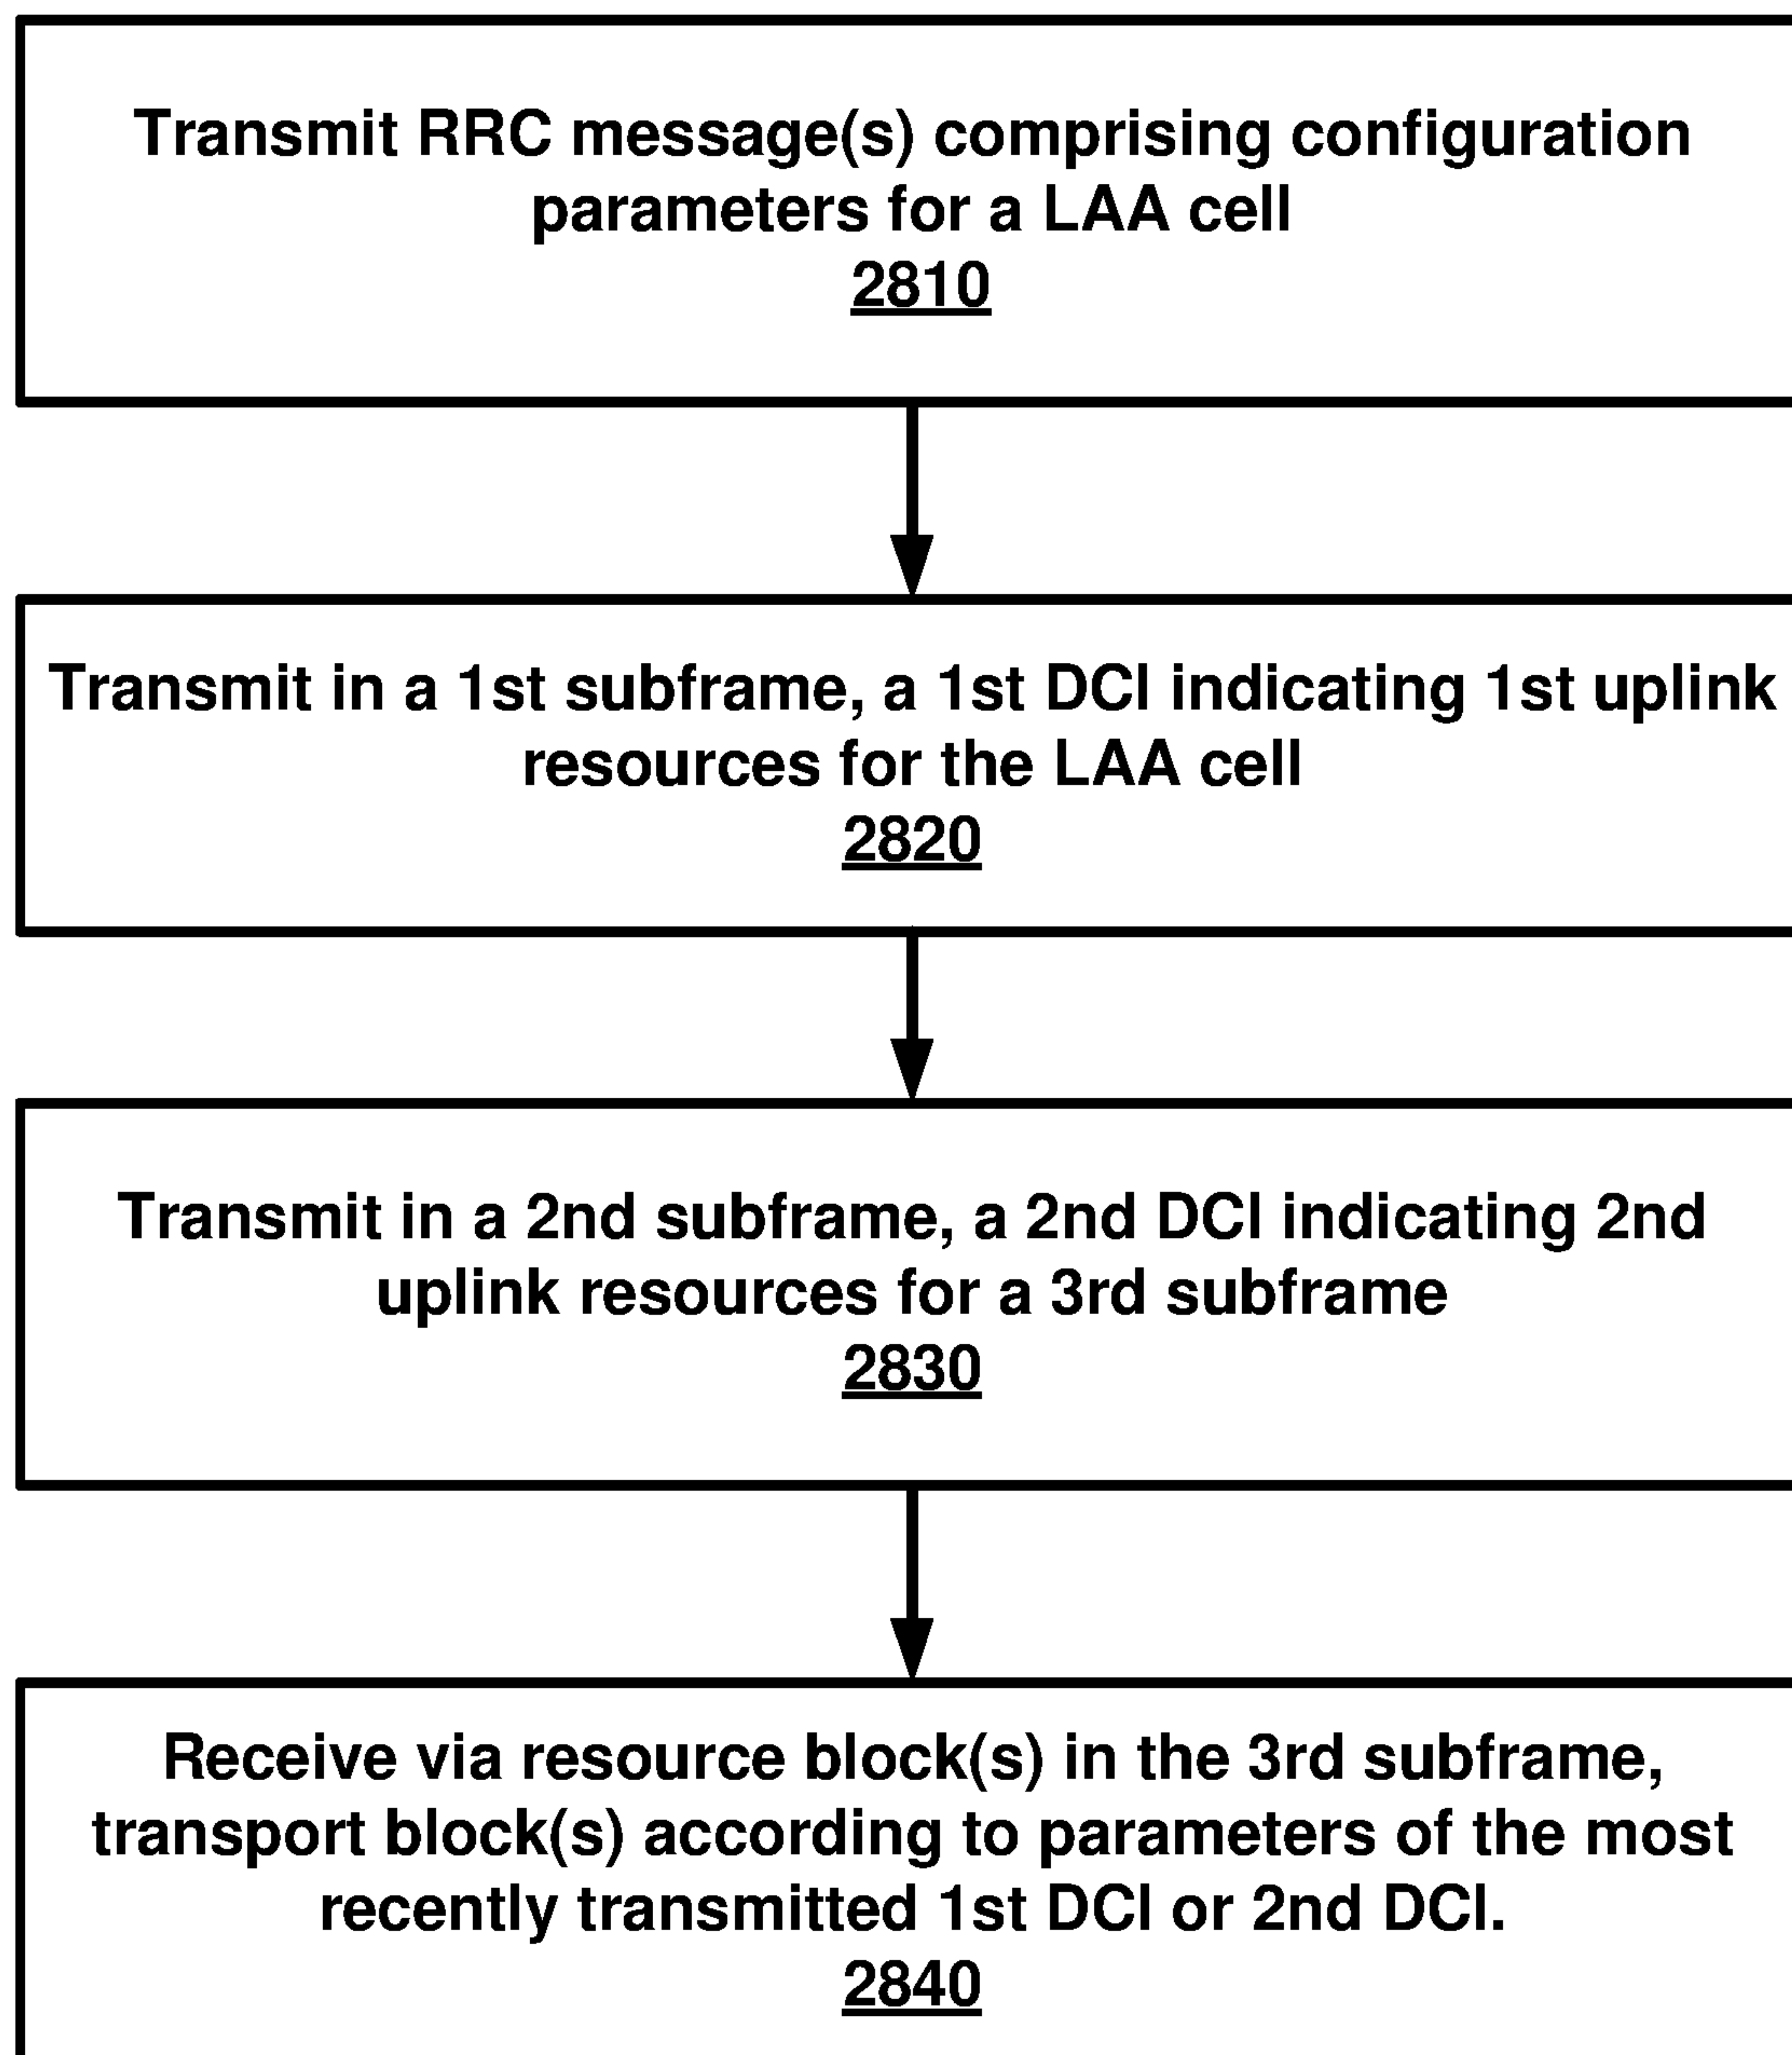 Transmit RRC message(s) comprising configuration
parameters for a LAA cell
2810
Transmit in a 1st subframe, a 1st DCI indicating 1st uplink
resources for the LAA cell
2820
Transmit in a 2nd subframe, a 2nd DCI indicating 2nd
uplink resources for a 3rd subframe
2830
Receive via resource block(s) in the 3rd subframe,
transport block(s) according to parameters of the most
recently transmitted 1st DCI or 2nd DCI.
2840